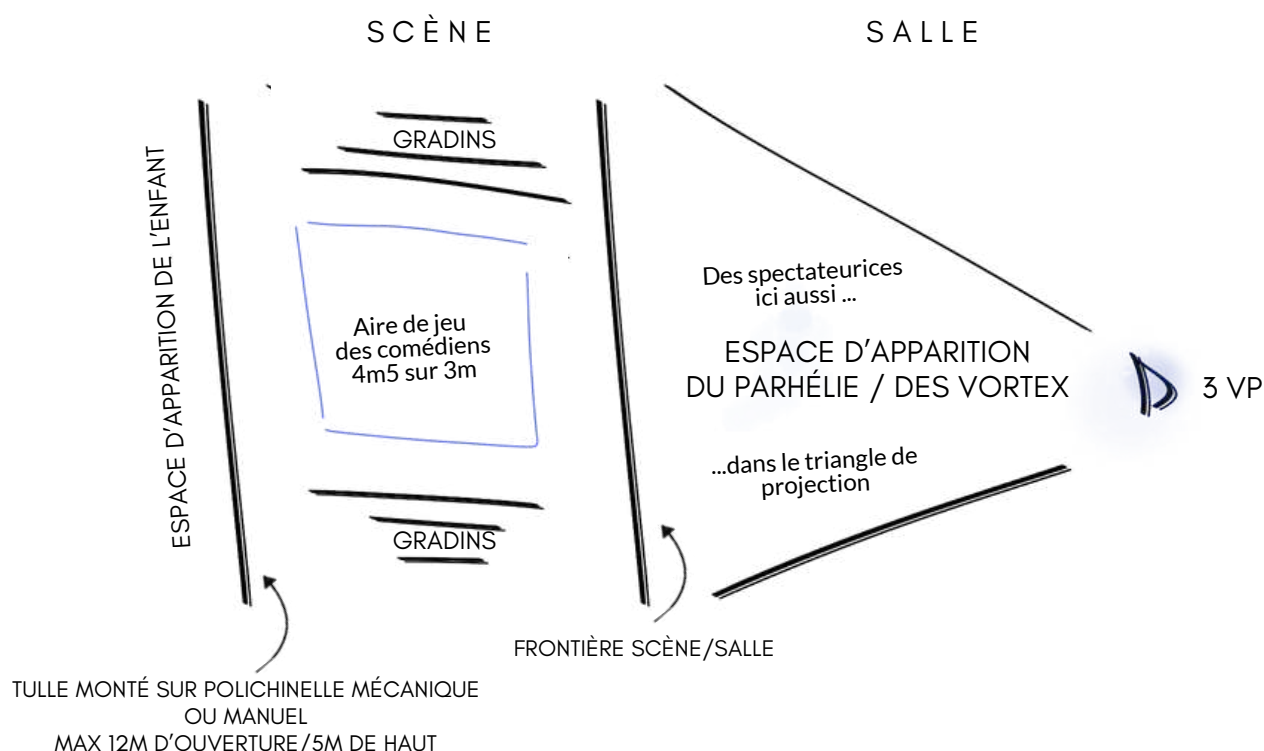 SCÈNE
SALLE
GRADINS
ESPACE D'APPARITION DE L'ENFANT
Aire de jeu
des comédiens
4m5 sur 3m
Des spectateurices
ici aussi ...
ESPACE D'APPARITION
DU PARHÉLIE / DES VORTEX
3 VP
...dans le triangle de
projection
GRADINS
FRONTIÈRE SCÈNE/SALLE
TULLE MONTÉ SUR POLICHINELLE MÉCANIQUE
OU MANUEL
MAX 12M D'OUVERTURE/5M DE HAUT